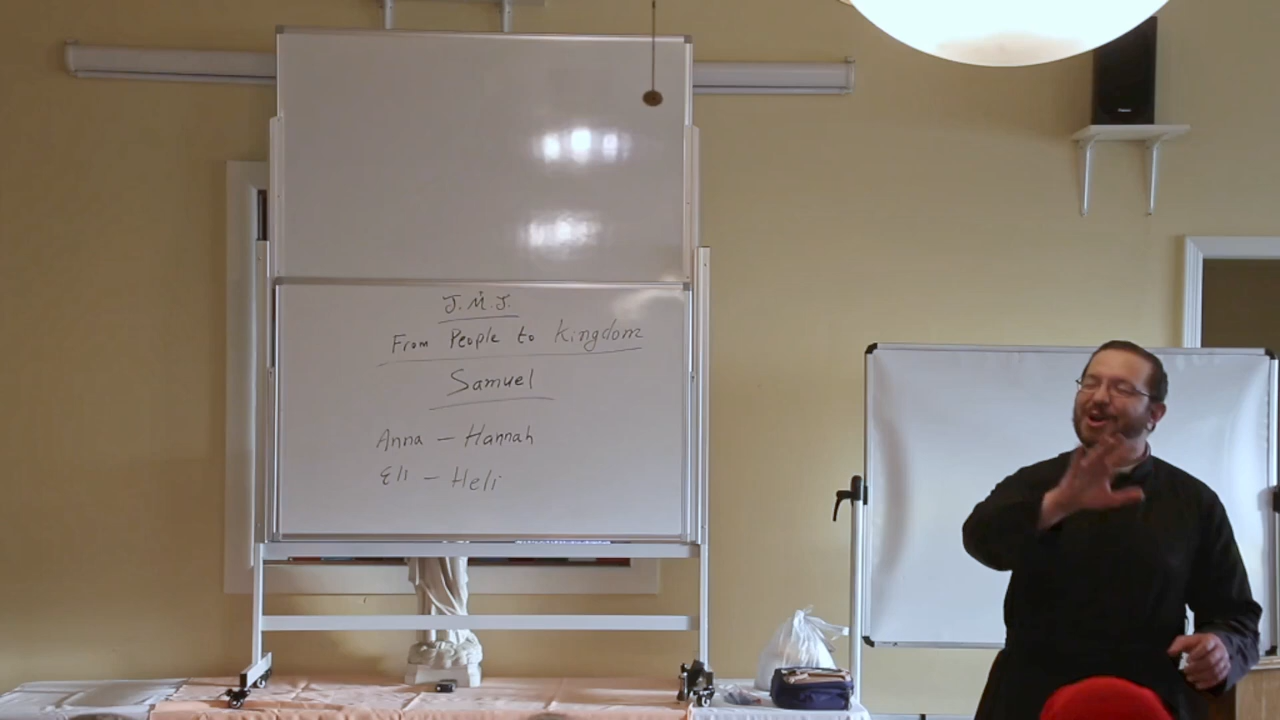 J.M.J.
From People to Kingdom
Samuel
Anna — Hannah
Eli — Heli